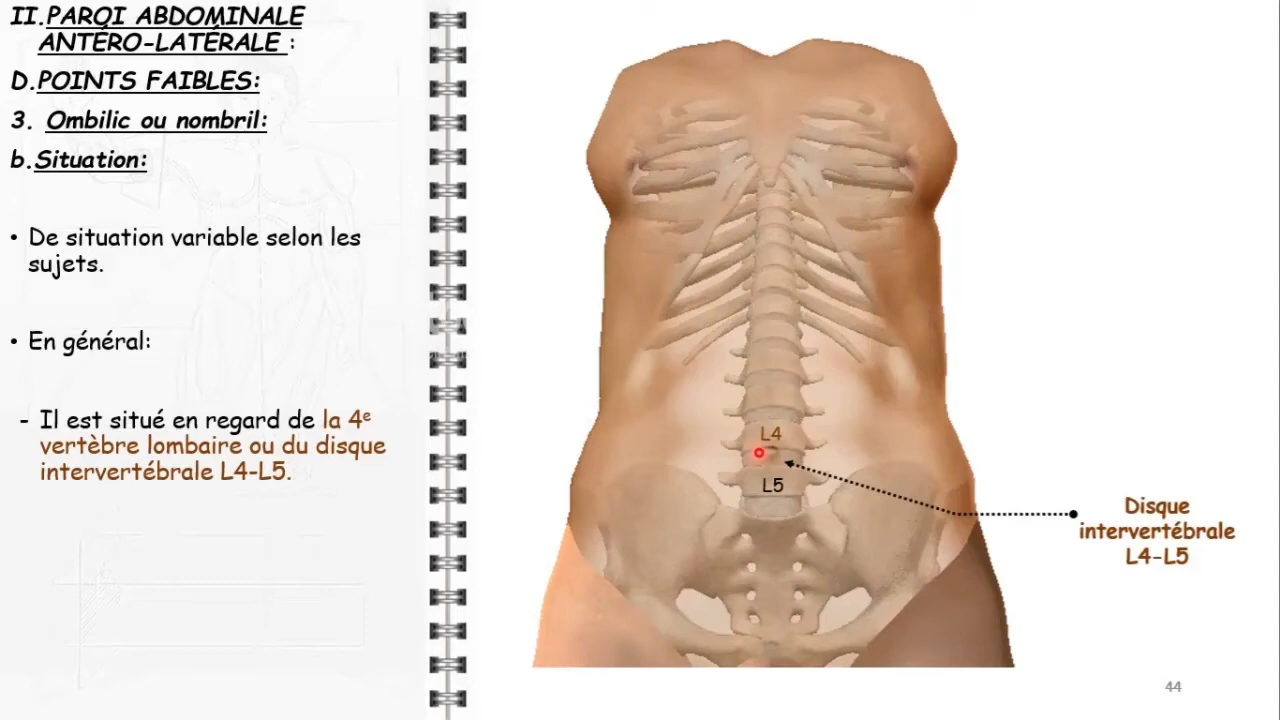 II.PAROI ABDOMINALE
ANTÉRO-LATÉRALE :
D.POINTS FAIBLES:
3. Ombilic ou nombril:
b.Situation:
• De situation variable selon les
sujets.
• En général:
- Il est situé en regard de la 4e
vertèbre lombaire ou du disque
intervertébrale L4-L5.
L4
L5
Disque
intervertébrale
L4-L5
44